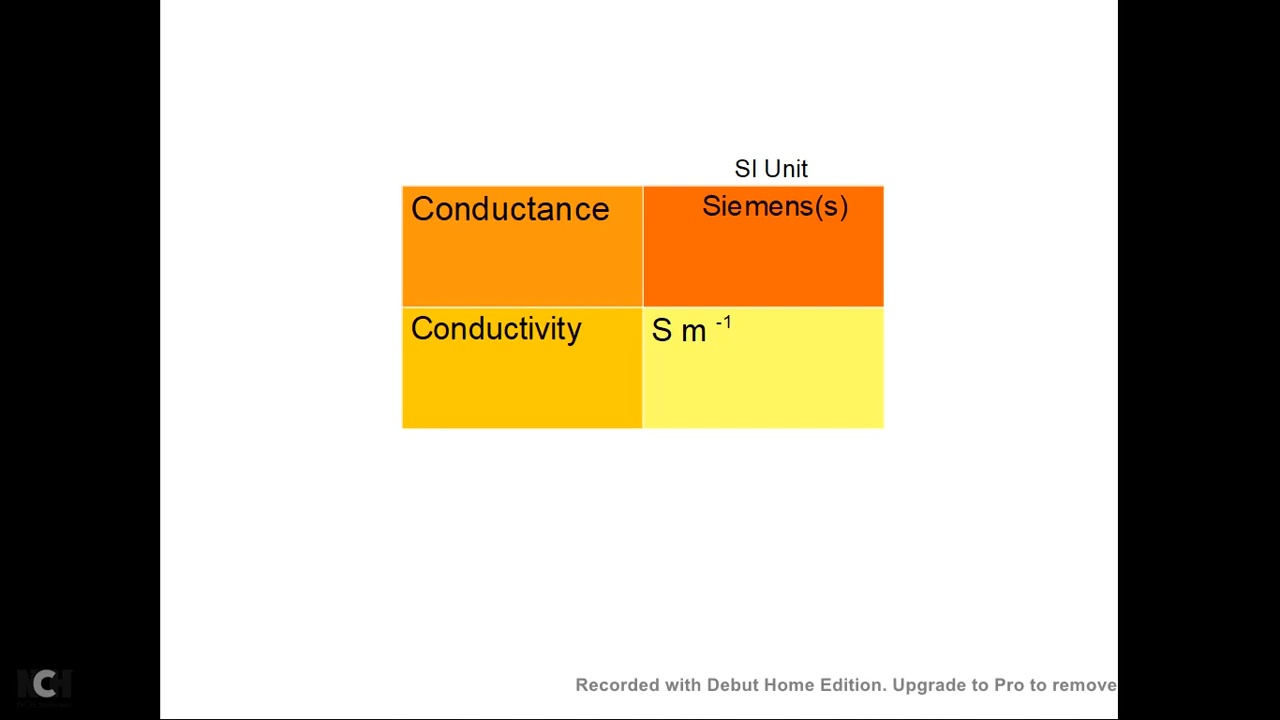 SI Unit
Conductance
Siemens(s)
Conductivity
S m -1
Recorded with Debut Home Edition. Upgrade to Pro to remove